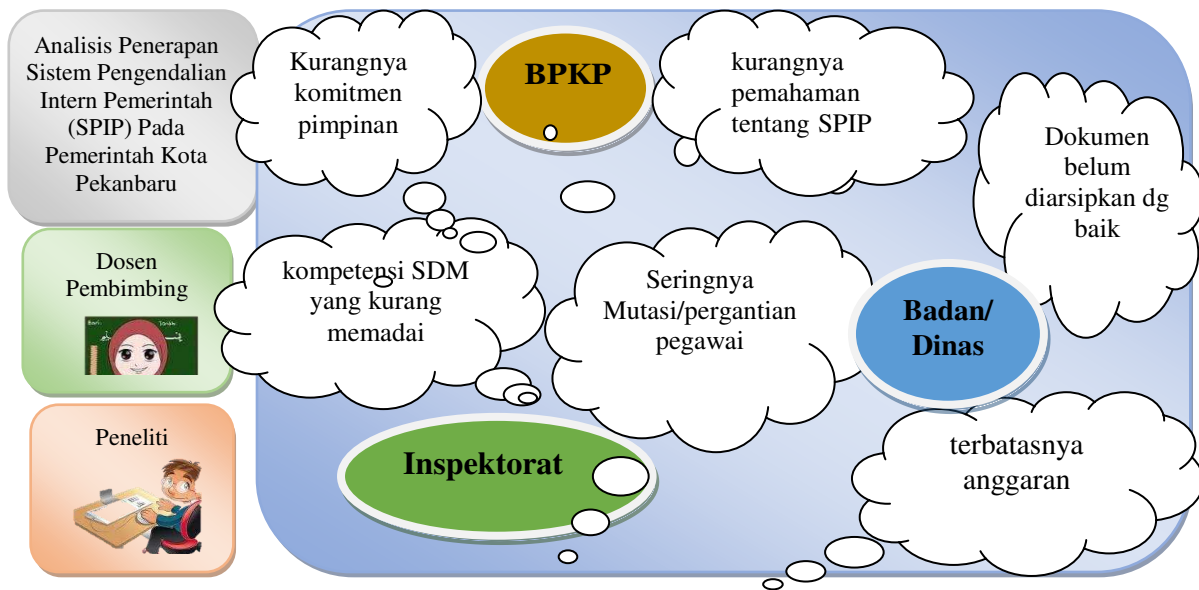 Analisis Penerapan
Sistem Pengendalian
Intern Pemerintah
(SPIP) Pada
Pemerintah Kota
Pekanbaru
Kurangnya
komitmen
pimpinan
BPKP
kurangnya
pemahaman
tentang SPIP
Dokumen
belum
diarsipkan dg
baik
Dosen
Pembimbing
kompetensi SDM
yang kurang
memadai
Seringnya
Mutasi/pergantian
pegawai
Badan/
Dinas
Peneliti
Inspektorat
terbatasnya
anggaran